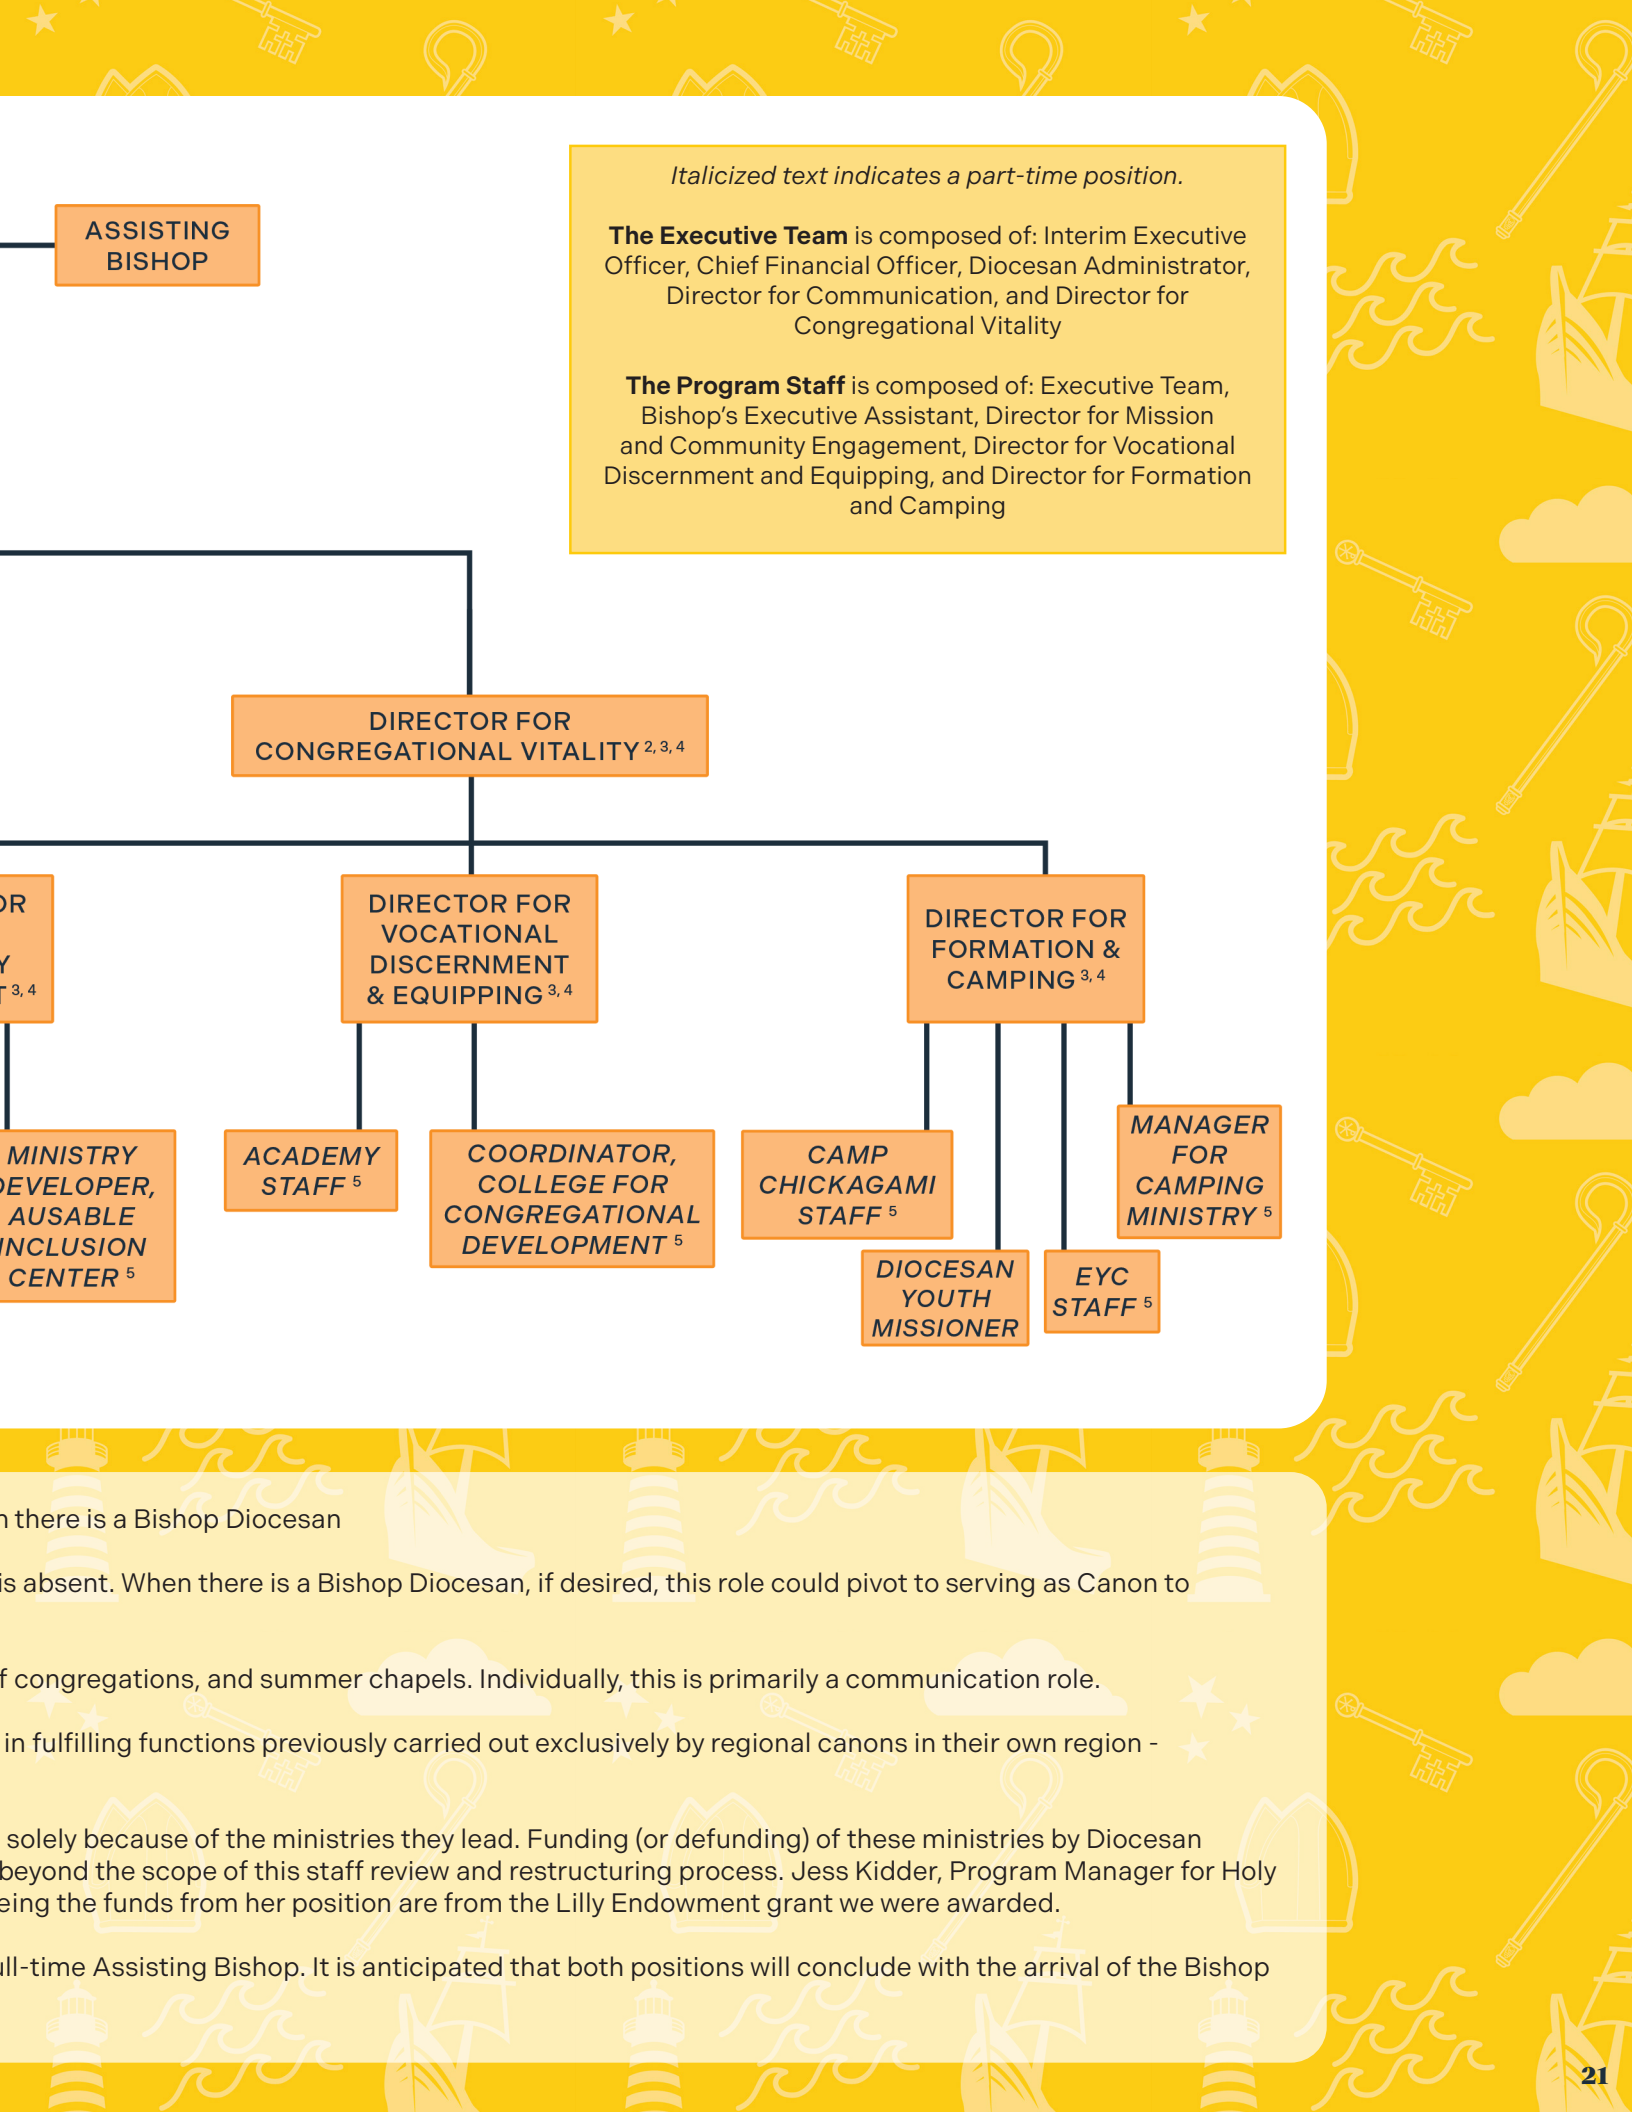 ASSISTING
BISHOP
Italicized text indicates a part-time position.
The Executive Team is composed of: Interim Executive
Officer, Chief Financial Officer, Diocesan Administrator,
Director for Communication, and Director for
Congregational Vitality
The Program Staff is composed of: Executive Team,
Bishop’s Executive Assistant, Director for Mission
and Community Engagement, Director for Vocational
Discernment and Equipping, and Director for Formation
and Camping
DIRECTOR FOR
CONGREGATIONAL VITALITY 2, 3, 4
OR
Y
T 3, 4
DIRECTOR FOR
VOCATIONAL
DISCERNMENT
& EQUIPPING 3, 4
DIRECTOR FOR
FORMATION &
CAMPING 3, 4
MINISTRY
DEVELOPER,
AUSABLE
INCLUSION
CENTER 5
ACADEMY
STAFF 5
COORDINATOR,
COLLEGE FOR
CONGREGATIONAL
DEVELOPMENT 5
CAMP
CHICKAGAMI
STAFF 5
DIOCESAN
YOUTH
MISSIONER
EYC
STAFF 5
MANAGER
FOR
CAMPING
MINISTRY 5
n there is a Bishop Diocesan
is absent. When there is a Bishop Diocesan, if desired, this role could pivot to serving as Canon to
f congregations, and summer chapels. Individually, this is primarily a communication role.
in fulfilling functions previously carried out exclusively by regional canons in their own region -
solely because of the ministries they lead. Funding (or defunding) of these ministries by Diocesan
beyond the scope of this staff review and restructuring process. Jess Kidder, Program Manager for Holy
eing the funds from her position are from the Lilly Endowment grant we were awarded.
ull-time Assisting Bishop. It is anticipated that both positions will conclude with the arrival of the Bishop
21